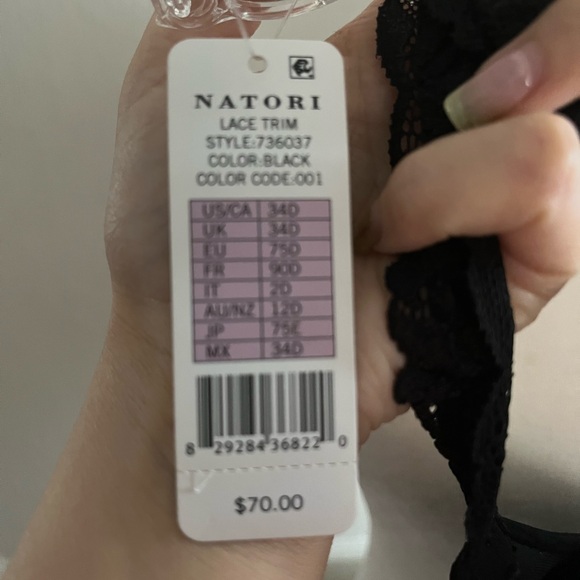 NATORI
LACE TRIM
STYLE:736037
COLOR:BLACK
COLOR CODE:001
US/CA 34D
UK 34D
EU 75D
FR 90D
IT 2D
AU/NZ 12D
JP 75E
MX 34D
8 29284 36822 0
$70.00